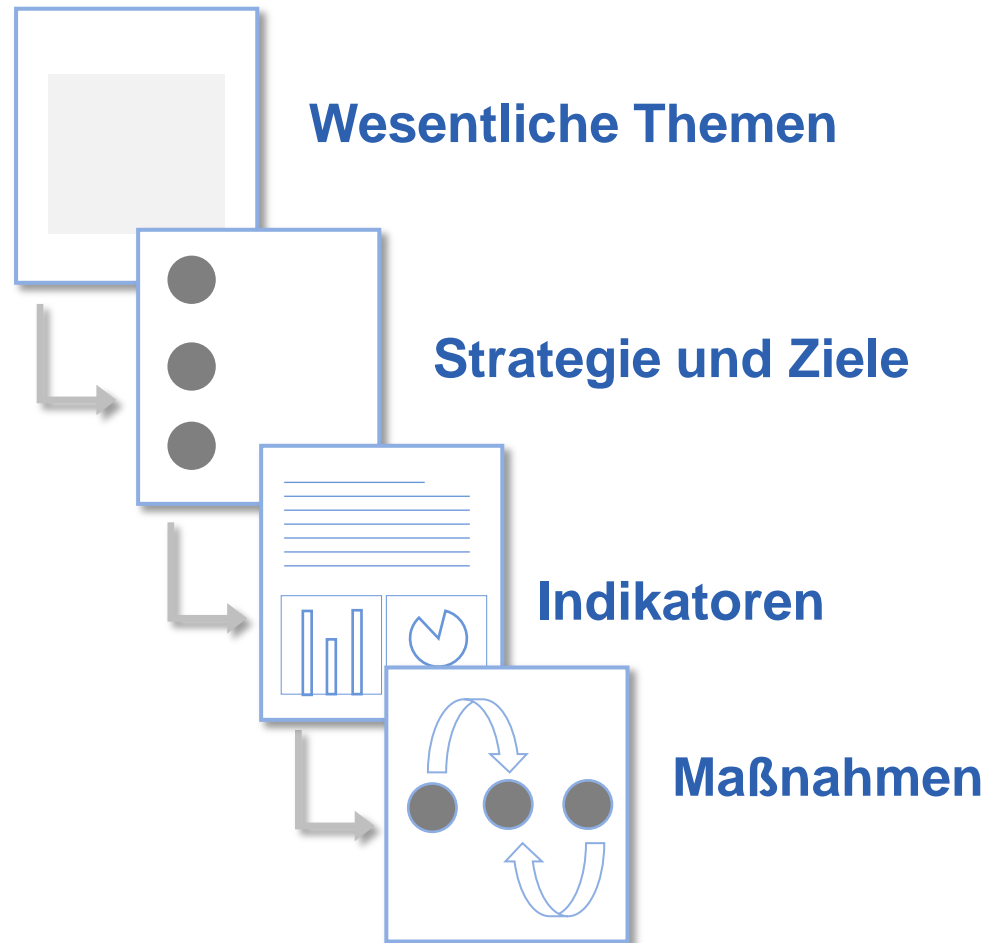 Wesentliche Themen
Strategie und Ziele
Indikatoren
Maßnahmen